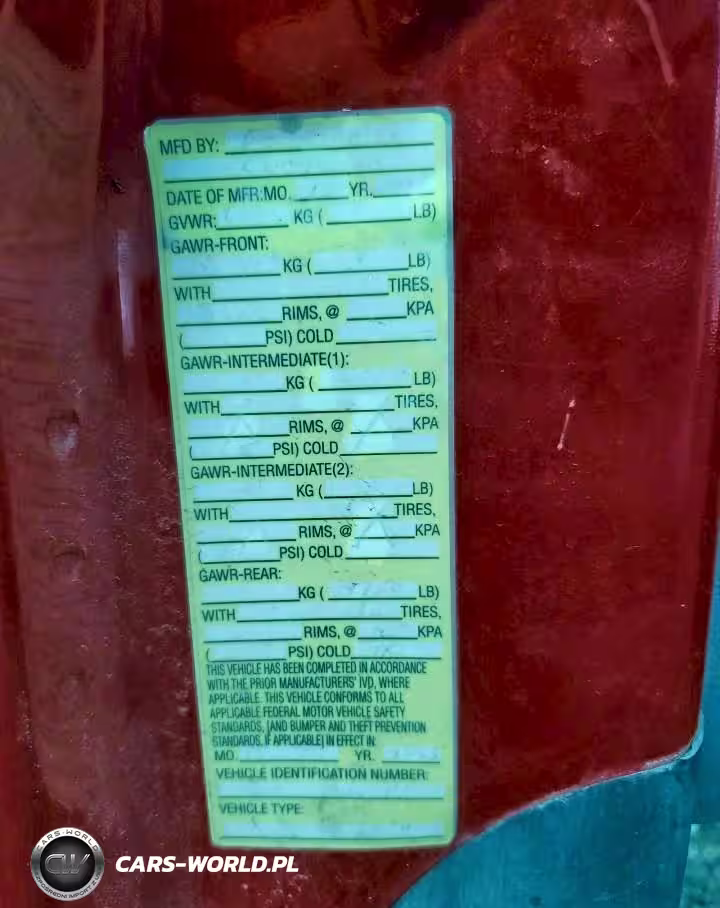 MFD BY:
DATE OF MFR:MO. YR.
GVWR: KG ( LB)
GAWR-FRONT:
KG ( LB)
WITH TIRES,
RIMS, @ KPA
( PSI) COLD
GAWR-INTERMEDIATE(1):
KG ( LB)
WITH TIRES,
RIMS, @ KPA
( PSI) COLD
GAWR-INTERMEDIATE(2):
KG ( LB)
WITH TIRES,
RIMS, @ KPA
( PSI) COLD
GAWR-REAR:
KG ( LB)
WITH TIRES,
RIMS, @ KPA
( PSI) COLD
THIS VEHICLE HAS BEEN COMPLETED IN ACCORDANCE
WITH THE PRIOR MANUFACTURERS' IVD, WHERE
APPLICABLE. THIS VEHICLE CONFORMS TO ALL
APPLICABLE FEDERAL MOTOR VEHICLE SAFETY
STANDARDS, [AND BUMPER AND THEFT PREVENTION
STANDARDS, IF APPLICABLE] IN EFFECT IN:
MO. YR.
VEHICLE IDENTIFICATION NUMBER:
VEHICLE TYPE:
CARS-WORLD
CW
CARS-WORLD.PL